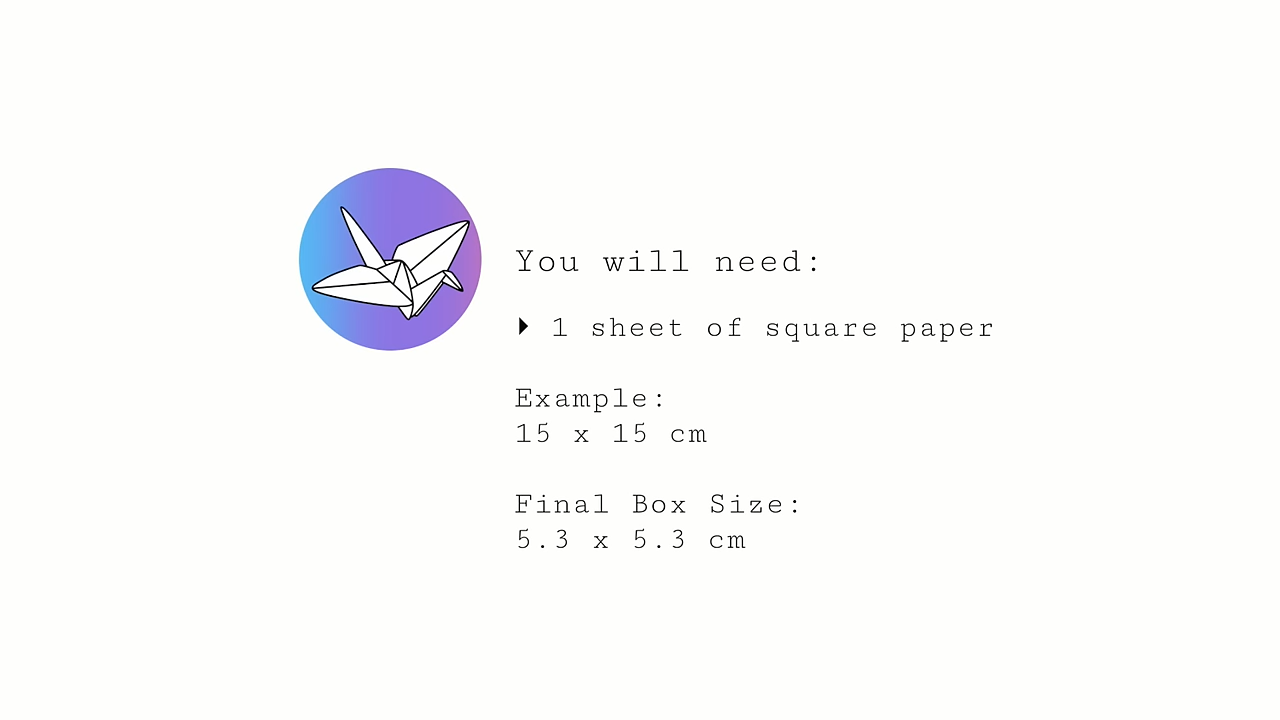 You will need:
1 sheet of square paper
Example:
15 x 15 cm
Final Box Size:
5.3 x 5.3 cm